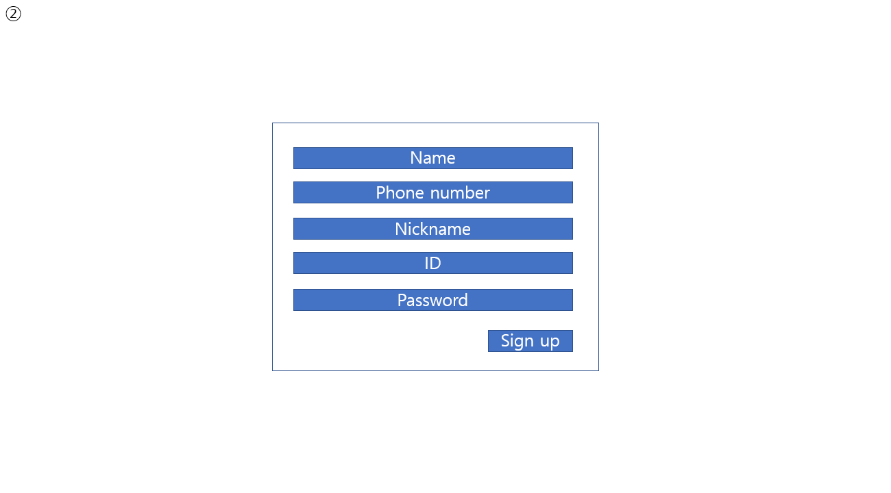 ②
Name
Phone number
Nickname
ID
Password
Sign up